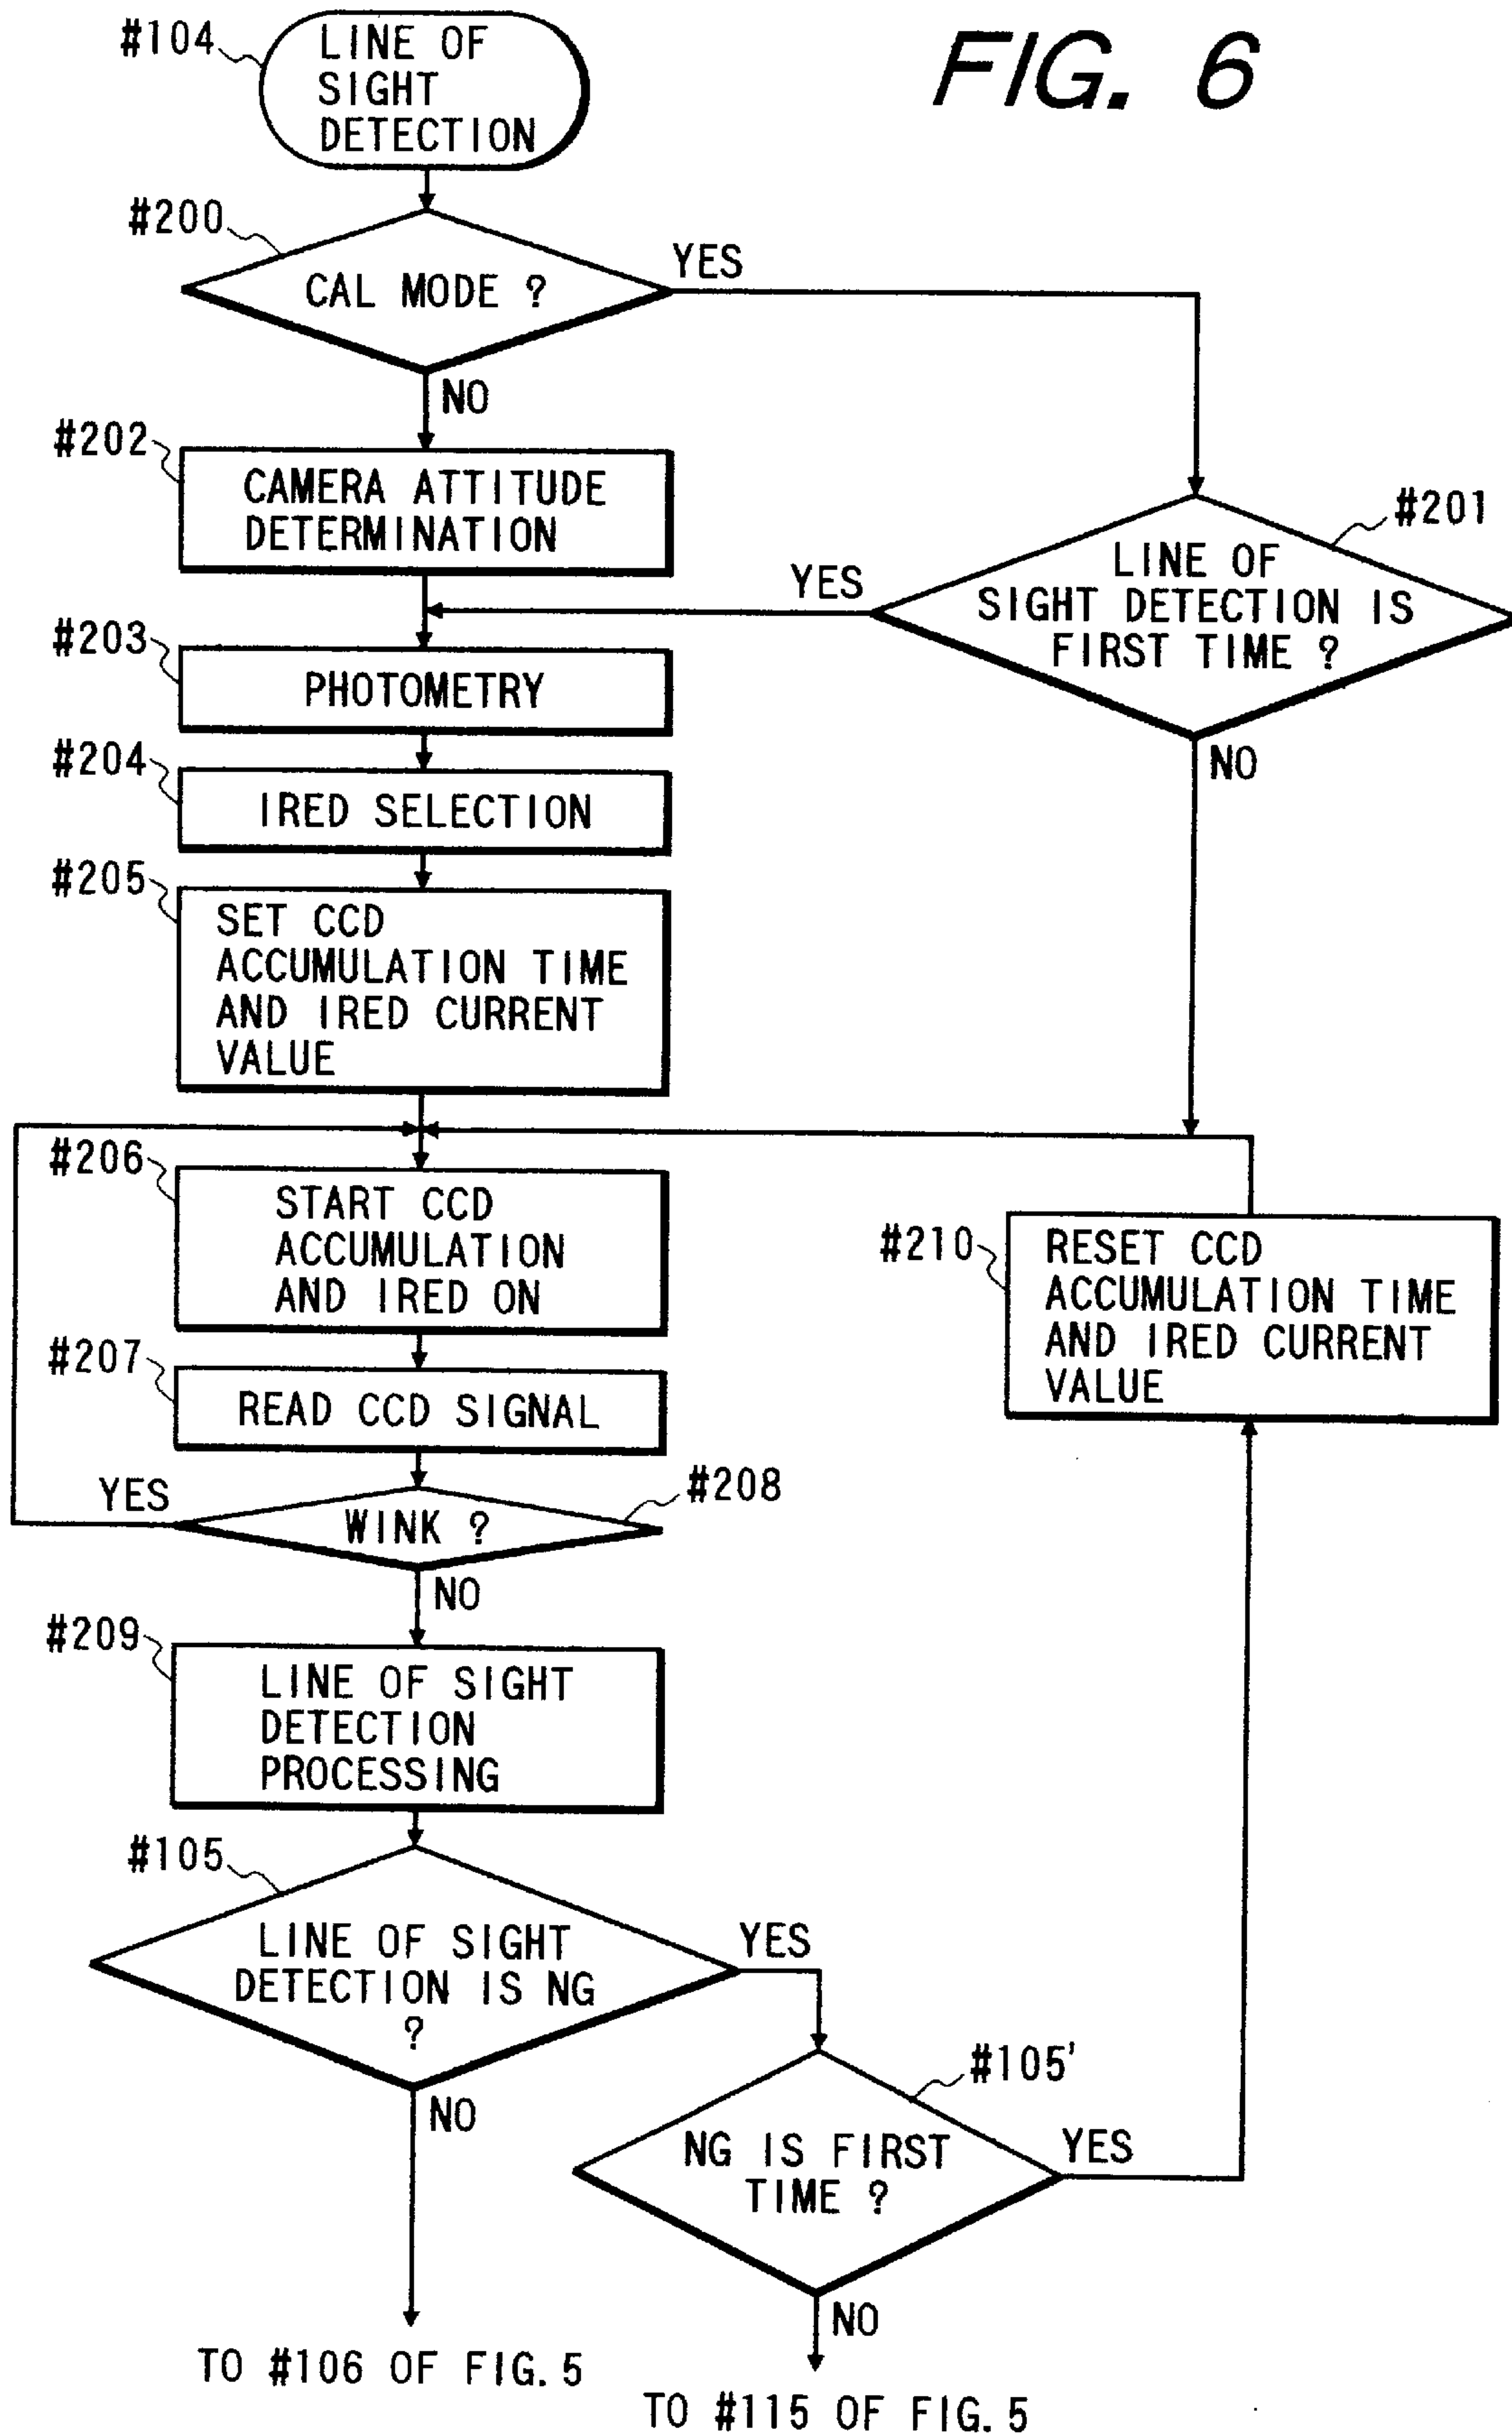 FIG. 6
#104
LINE OF
SIGHT
DETECTION
#200
CAL MODE ?
YES
NO
#202
CAMERA ATTITUDE
DETERMINATION
#201
LINE OF
SIGHT DETECTION IS
FIRST TIME ?
YES
NO
#203
PHOTOMETRY
#204
IRED SELECTION
#205
SET CCD
ACCUMULATION TIME
AND IRED CURRENT
VALUE
#206
START CCD
ACCUMULATION
AND IRED ON
#210
RESET CCD
ACCUMULATION TIME
AND IRED CURRENT
VALUE
#207
READ CCD SIGNAL
#208
WINK ?
YES
NO
#209
LINE OF SIGHT
DETECTION
PROCESSING
#105
LINE OF SIGHT
DETECTION IS NG
?
YES
NO
#105'
NG IS FIRST
TIME ?
YES
NO
TO #106 OF FIG. 5
TO #115 OF FIG. 5